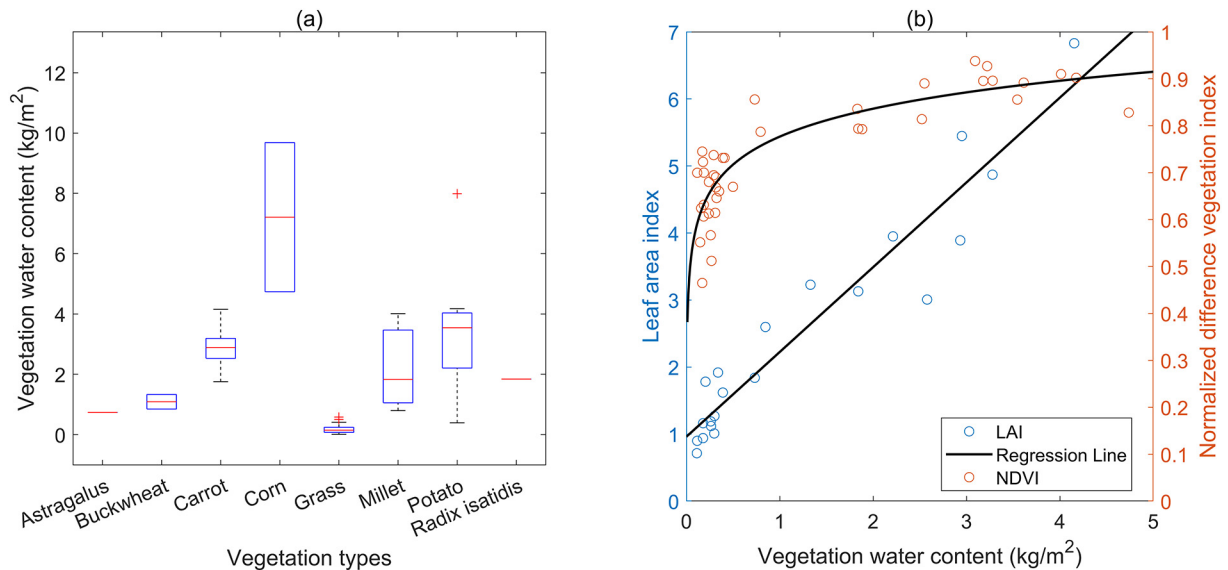 (a)
Vegetation water content (kg/m²)
12
10
8
6
4
2
0
Astragalus
Buckwheat
Carrot
Corn
Grass
Millet
Potato
Radix isatidis
Vegetation types
(b)
Leaf area index
7
6
5
4
3
2
1
0
Normalized difference vegetation index
1
0.9
0.8
0.7
0.6
0.5
0.4
0.3
0.2
0.1
0
LAI
Regression Line
NDVI
0 1 2 3 4 5
Vegetation water content (kg/m²)